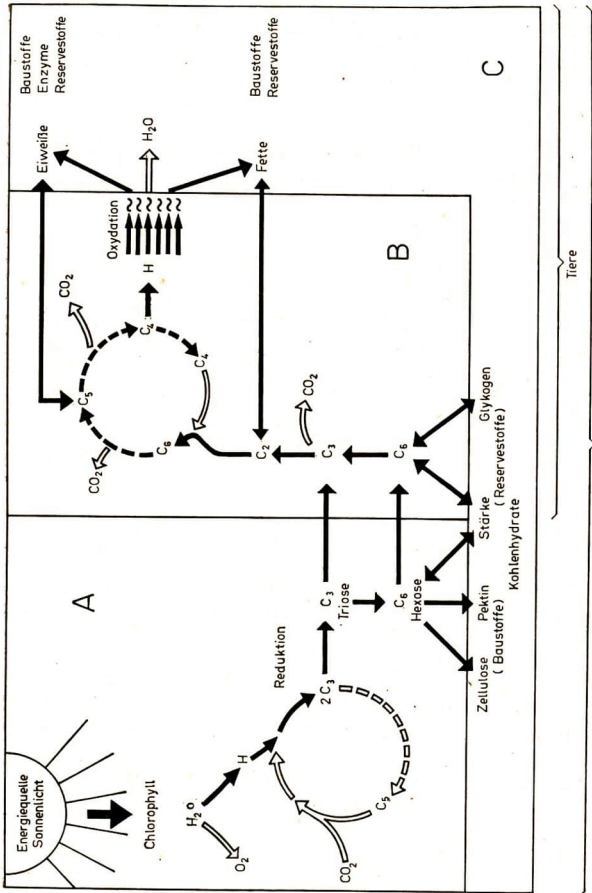 Energiequelle
Sonnenlicht
Chlorophyll
A
H₂O
O₂
H
Reduktion
2C₃
C₅
CO₂
C₃
Triose
C₆
Hexose
B
C₅
CO₂
CO₂
C₆
C₄
C₄
H
Oxydation
C₂
C₃
CO₂
C₆
C
Eiweiße
Baustoffe
Enzyme
Reservestoffe
H₂O
Fette
Baustoffe
Reservestoffe
Zellulose Pektin Stärke Glykogen
(Baustoffe) (Reservestoffe)
Kohlenhydrate
Tiere